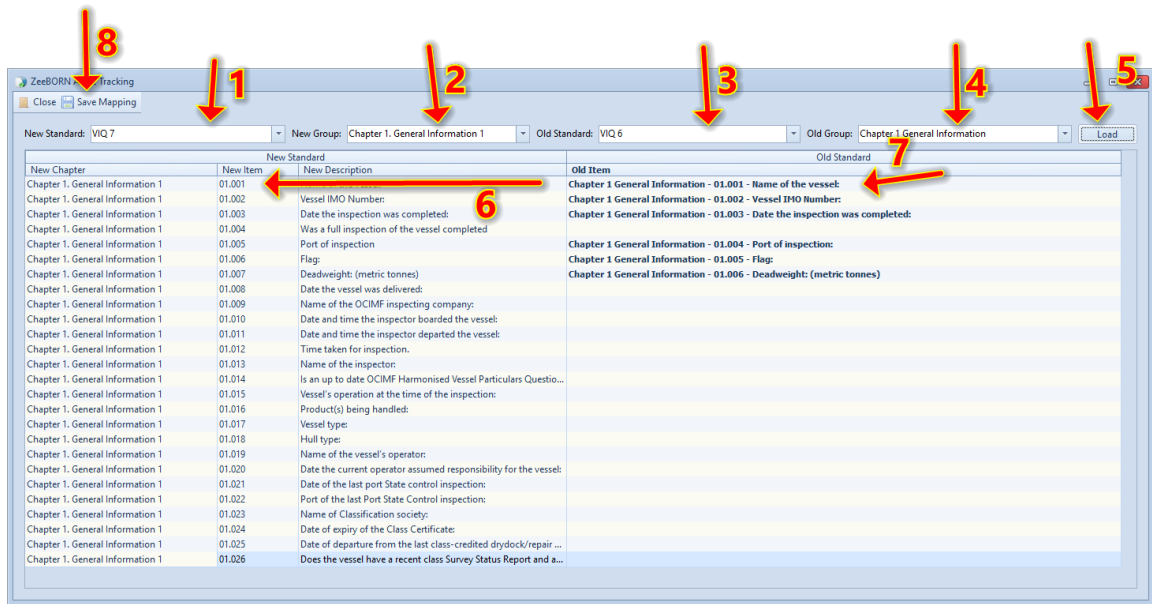 8
1
2
3
4
5
ZeeBORN Tracking
Close Save Mapping
New Standard: VIQ 7 New Group: Chapter 1. General Information 1 Old Standard: VIQ 6 Old Group: Chapter 1 General Information Load
7
New Standard Old Standard
New Chapter New Item New Description Old Item
Chapter 1. General Information 1 01.001 Chapter 1 General Information - 01.001 - Name of the vessel:
6
Chapter 1. General Information 1 01.002 Vessel IMO Number: Chapter 1 General Information - 01.002 - Vessel IMO Number:
Chapter 1. General Information 1 01.003 Date the inspection was completed: Chapter 1 General Information - 01.003 - Date the inspection was completed:
Chapter 1. General Information 1 01.004 Was a full inspection of the vessel completed
Chapter 1. General Information 1 01.005 Port of inspection Chapter 1 General Information - 01.004 - Port of inspection:
Chapter 1. General Information 1 01.006 Flag: Chapter 1 General Information - 01.005 - Flag:
Chapter 1. General Information 1 01.007 Deadweight: (metric tonnes) Chapter 1 General Information - 01.006 - Deadweight: (metric tonnes)
Chapter 1. General Information 1 01.008 Date the vessel was delivered:
Chapter 1. General Information 1 01.009 Name of the OCIMF inspecting company:
Chapter 1. General Information 1 01.010 Date and time the inspector boarded the vessel:
Chapter 1. General Information 1 01.011 Date and time the inspector departed the vessel:
Chapter 1. General Information 1 01.012 Time taken for inspection.
Chapter 1. General Information 1 01.013 Name of the inspector:
Chapter 1. General Information 1 01.014 Is an up to date OCIMF Harmonised Vessel Particulars Questio...
Chapter 1. General Information 1 01.015 Vessel's operation at the time of the inspection:
Chapter 1. General Information 1 01.016 Product(s) being handled:
Chapter 1. General Information 1 01.017 Vessel type:
Chapter 1. General Information 1 01.018 Hull type:
Chapter 1. General Information 1 01.019 Name of the vessel's operator:
Chapter 1. General Information 1 01.020 Date the current operator assumed responsibility for the vessel:
Chapter 1. General Information 1 01.021 Date of the last port State control inspection:
Chapter 1. General Information 1 01.022 Port of the last Port State Control inspection:
Chapter 1. General Information 1 01.023 Name of Classification society:
Chapter 1. General Information 1 01.024 Date of expiry of the Class Certificate:
Chapter 1. General Information 1 01.025 Date of departure from the last class-credited drydock/repair ...
Chapter 1. General Information 1 01.026 Does the vessel have a recent class Survey Status Report and a...